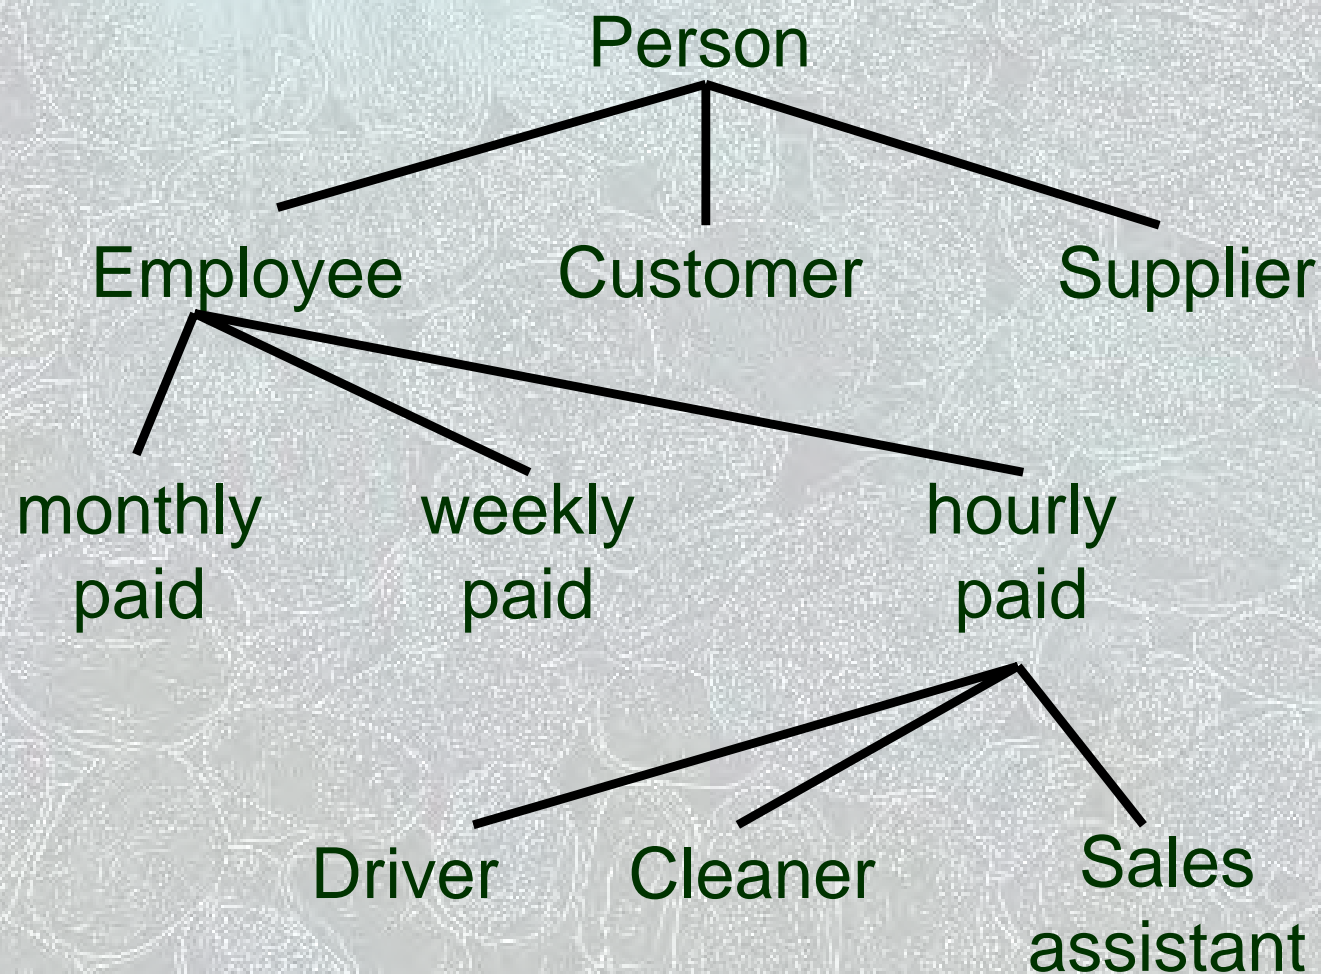 Person
Employee Customer Supplier
monthly weekly hourly
paid paid paid
Driver Cleaner Sales
assistant